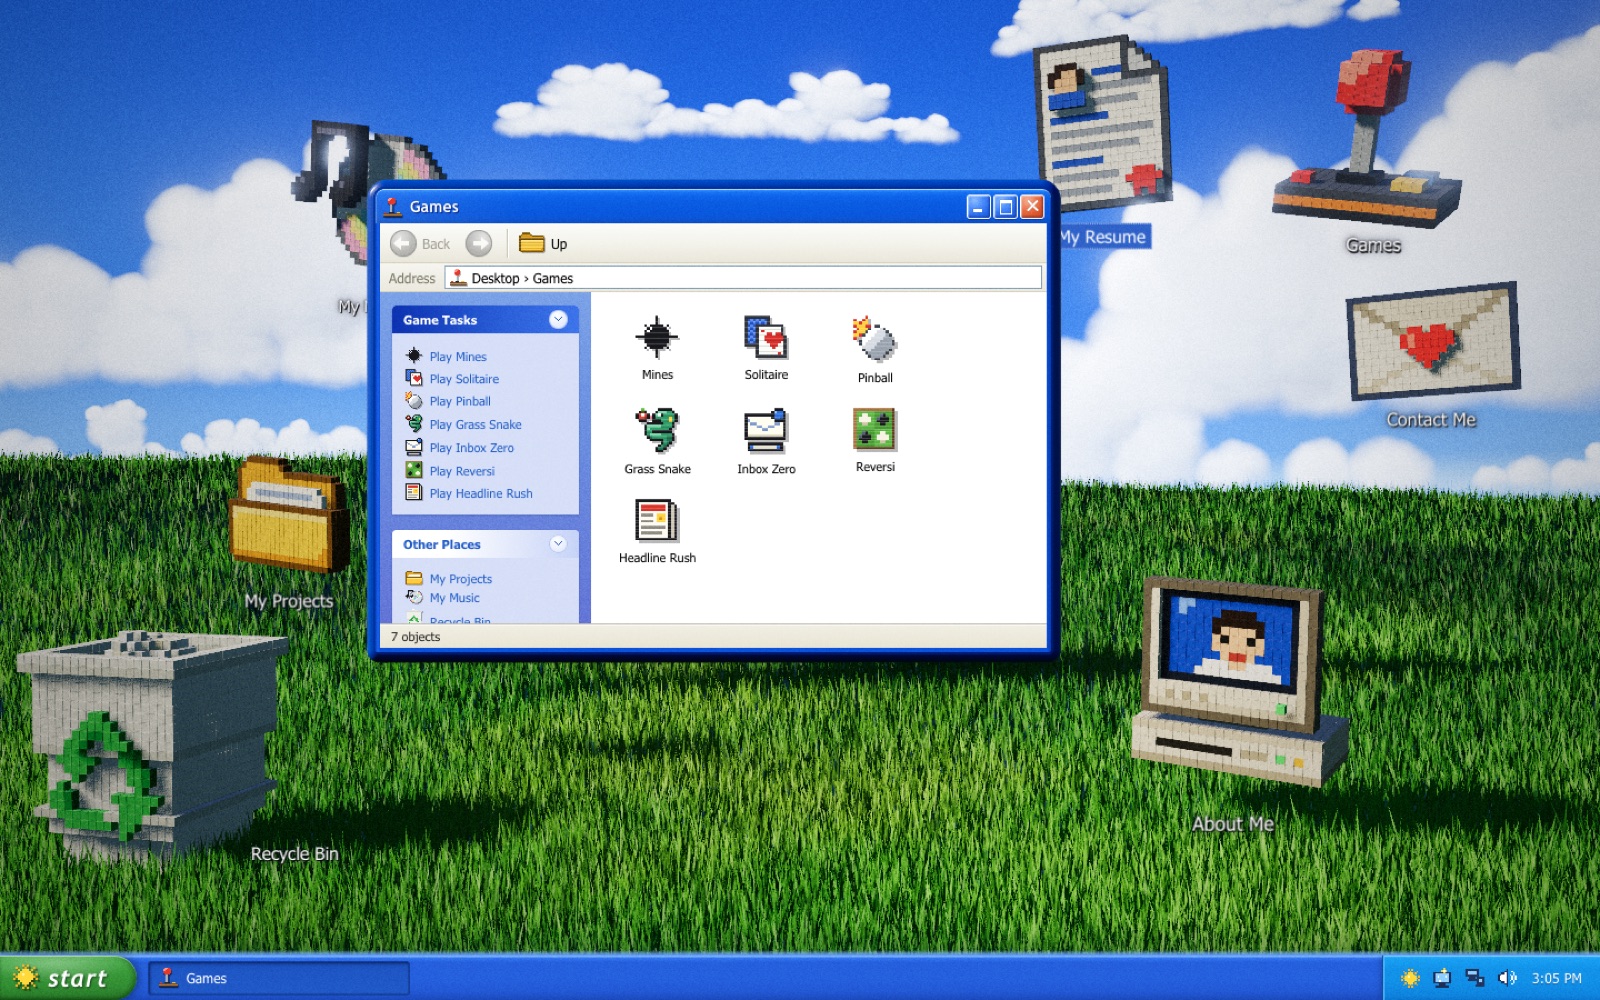 My Resume
Games
Contact Me
My
My Projects
Recycle Bin
About Me
Games
Back
Up
Address
Desktop › Games
Game Tasks
Play Mines
Play Solitaire
Play Pinball
Play Grass Snake
Play Inbox Zero
Play Reversi
Play Headline Rush
Other Places
My Projects
My Music
Recycle Bin
Mines
Solitaire
Pinball
Grass Snake
Inbox Zero
Reversi
Headline Rush
7 objects
start
Games
3:05 PM